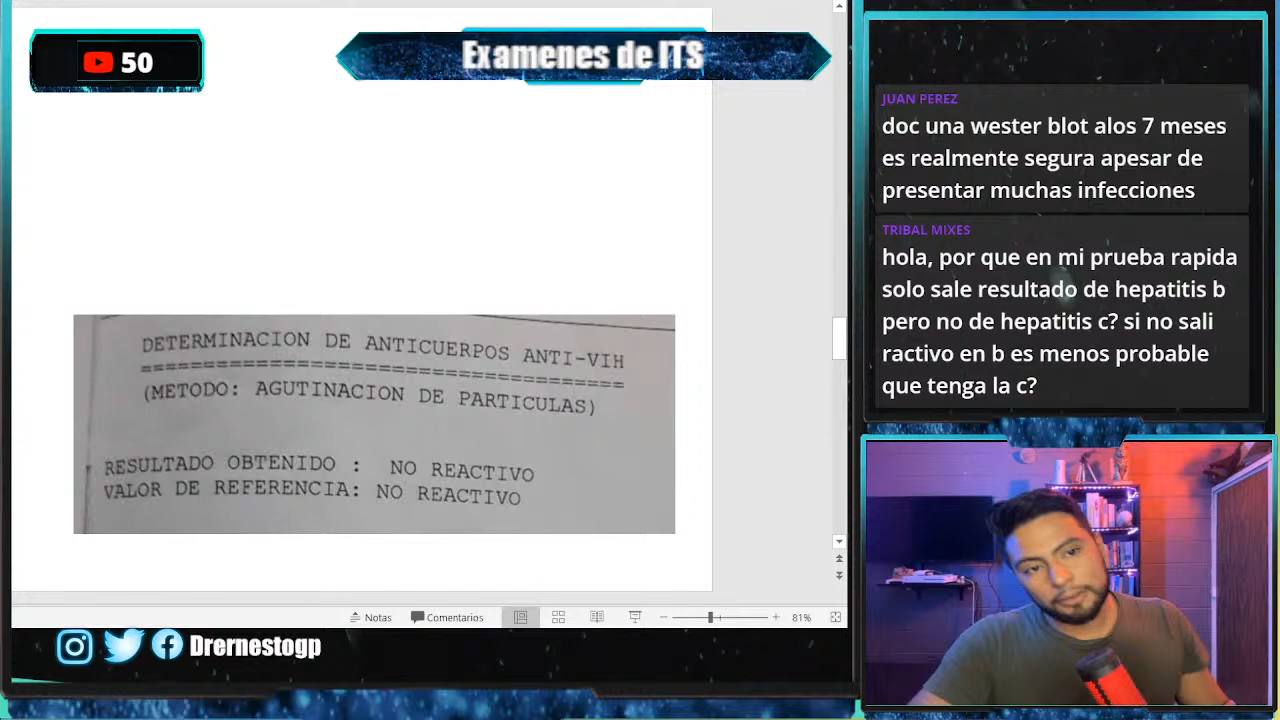 50
Examenes de ITS
JUAN PEREZ
doc una wester blot alos 7 meses
es realmente segura apesar de
presentar muchas infecciones
TRIBAL MIXES
hola, por que en mi prueba rapida
solo sale resultado de hepatitis b
pero no de hepatitis c? si no sali
ractivo en b es menos probable
que tenga la c?
DETERMINACION DE ANTICUERPOS ANTI-VIH
=====================================
(METODO: AGUTINACION DE PARTICULAS)
RESULTADO OBTENIDO : NO REACTIVO
VALOR DE REFERENCIA: NO REACTIVO
Notas
Comentarios
81%
Drernestogp